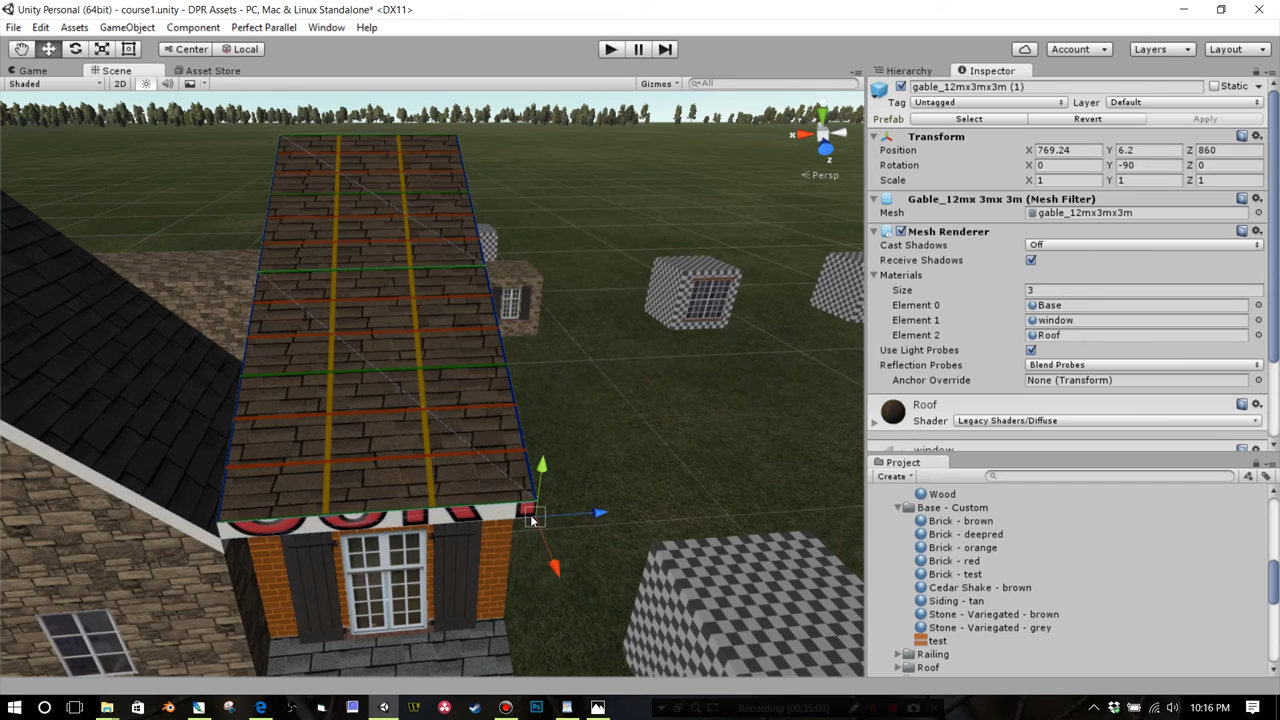 Unity Personal (64bit) - course1.unity - DPR Assets - PC, Mac & Linux Standalone* <DX11>
File Edit Assets GameObject Component Perfect Parallel Window Help
Center Local Account Layers Layout
Game Scene Asset Store Hierarchy Inspector
Shaded 2D Gizmos All
gable_12mx3mx3m (1) Static
Tag Untagged Layer Default
Prefab Select Revert Apply
Transform
Position X 769.24 Y 6.2 Z 860
Rotation X 0 Y -90 Z 0
Scale X 1 Y 1 Z 1
Gable_12mx 3mx 3m (Mesh Filter)
Mesh gable_12mx3mx3m
Mesh Renderer
Cast Shadows Off
Receive Shadows
Materials
Size 3
Element 0 Base
Element 1 window
Element 2 Roof
Use Light Probes
Reflection Probes Blend Probes
Anchor Override None (Transform)
Roof
Shader Legacy Shaders/Diffuse
window
Project
Create
Wood
Base - Custom
Brick - brown
Brick - deepred
Brick - orange
Brick - red
Brick - test
Cedar Shake - brown
Siding - tan
Stone - Variegated - brown
Stone - Variegated - grey
test
Railing
Roof
x
z
Persp
Recording [00:35:08]
10:16 PM